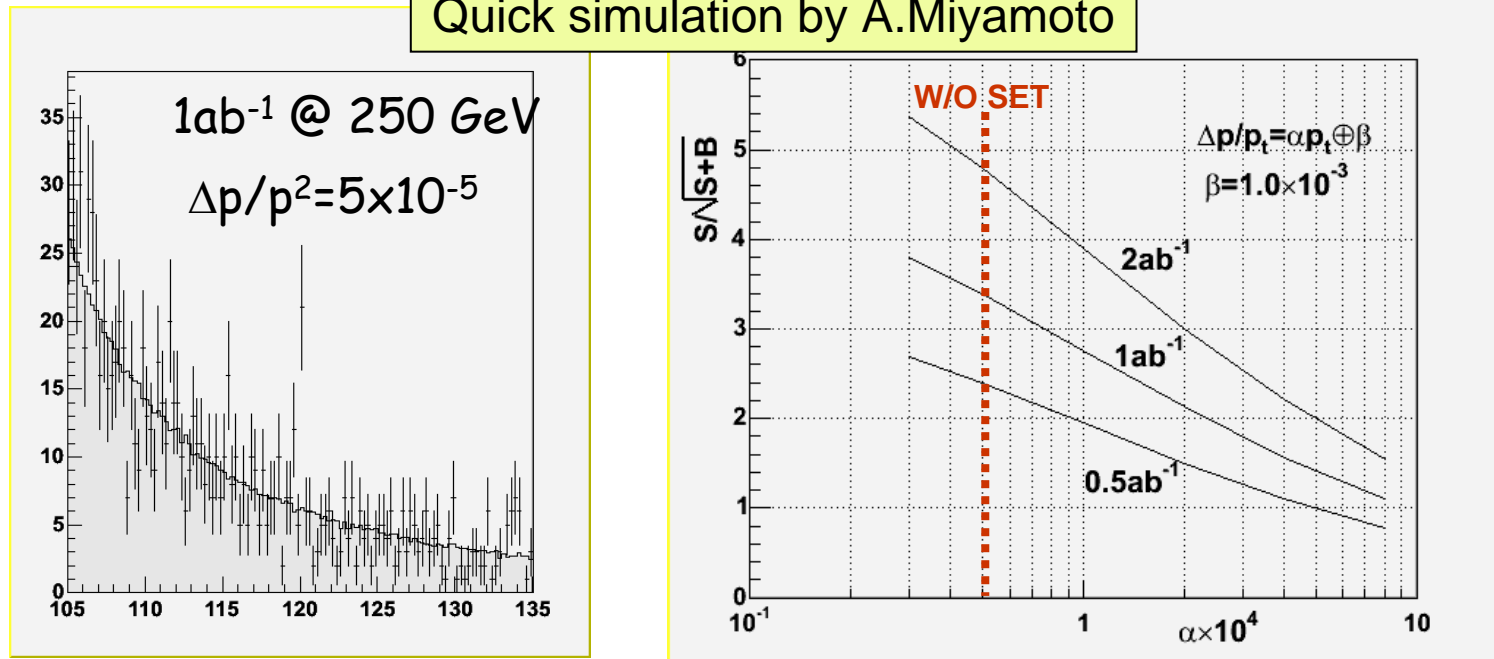 Quick simulation by A.Miyamoto
1ab⁻¹ @ 250 GeV
Δp/p²=5x10⁻⁵
35
30
25
20
15
10
5
0
105 110 115 120 125 130 135
W/O SET
Δp/pₜ=αpₜ⊕β
β=1.0×10⁻³
S/√S+B
6
5
4
3
2
1
0
2ab⁻¹
1ab⁻¹
0.5ab⁻¹
10⁻¹ 1 10
α×10⁴